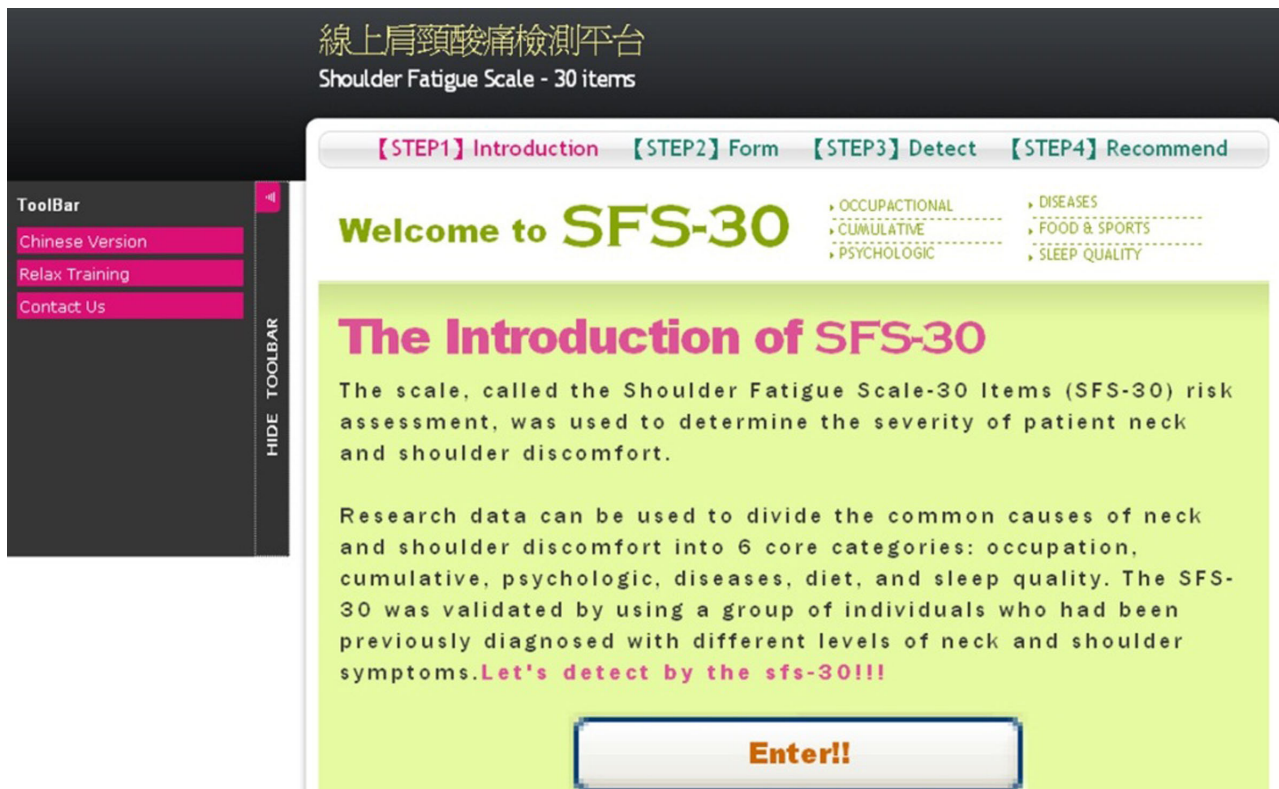 線上肩頸酸痛檢測平台
Shoulder Fatigue Scale - 30 items
【STEP1】Introduction 【STEP2】Form 【STEP3】Detect 【STEP4】Recommend
ToolBar
Chinese Version
Relax Training
Contact Us
HIDE TOOLBAR
Welcome to SFS-30
OCCUPACTIONAL
CUMULATIVE
PSYCHOLOGIC
DISEASES
FOOD & SPORTS
SLEEP QUALITY
The Introduction of SFS-30
The scale, called the Shoulder Fatigue Scale-30 Items (SFS-30) risk
assessment, was used to determine the severity of patient neck
and shoulder discomfort.
Research data can be used to divide the common causes of neck
and shoulder discomfort into 6 core categories: occupation,
cumulative, psychologic, diseases, diet, and sleep quality. The SFS-
30 was validated by using a group of individuals who had been
previously diagnosed with different levels of neck and shoulder
symptoms.Let's detect by the sfs-30!!!
Enter!!